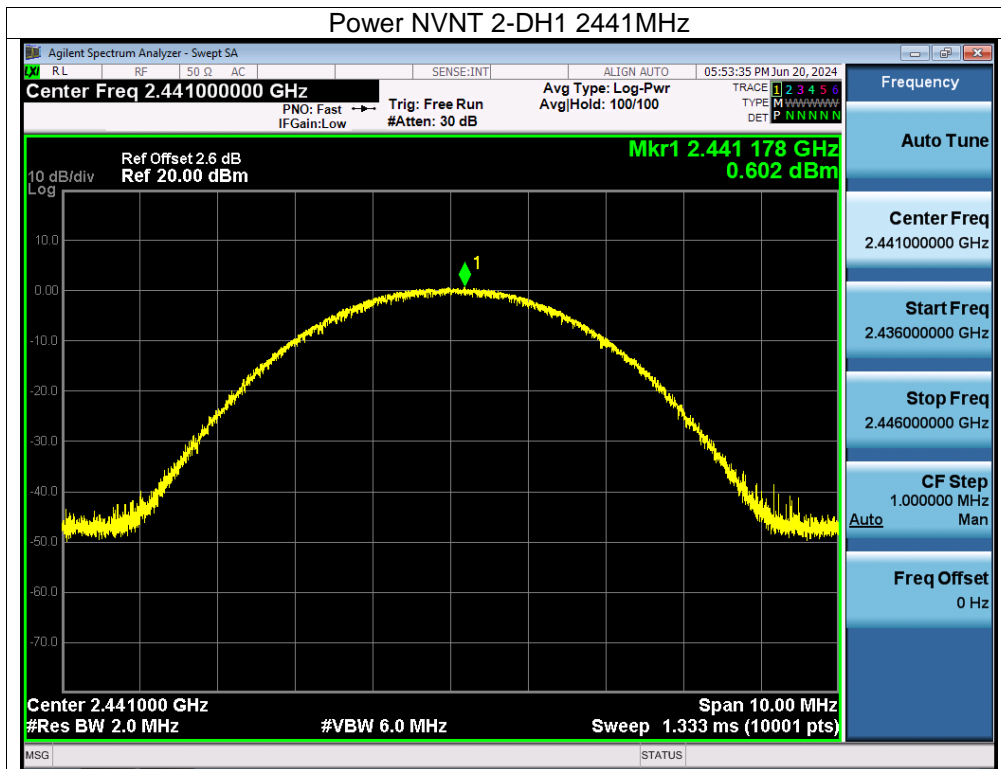 Power NVNT 2-DH1 2441MHz
Agilent Spectrum Analyzer - Swept SA
LXI RL RF 50 Ω AC SENSE:INT ALIGN AUTO 05:53:35 PM Jun 20, 2024
Center Freq 2.441000000 GHz
PNO: Fast
IFGain:Low
Trig: Free Run
#Atten: 30 dB
Avg Type: Log-Pwr
Avg|Hold: 100/100
TRACE 1 2 3 4 5 6
TYPE M WWWWW
DET P N N N N N
Ref Offset 2.6 dB
10 dB/div Ref 20.00 dBm
Log
Mkr1 2.441 178 GHz
0.602 dBm
10.0
1
0.00
-10.0
-20.0
-30.0
-40.0
-50.0
-60.0
-70.0
Center 2.441000 GHz Span 10.00 MHz
#Res BW 2.0 MHz #VBW 6.0 MHz Sweep 1.333 ms (10001 pts)
MSG STATUS
Frequency
Auto Tune
Center Freq
2.441000000 GHz
Start Freq
2.436000000 GHz
Stop Freq
2.446000000 GHz
CF Step
1.000000 MHz
Auto Man
Freq Offset
0 Hz